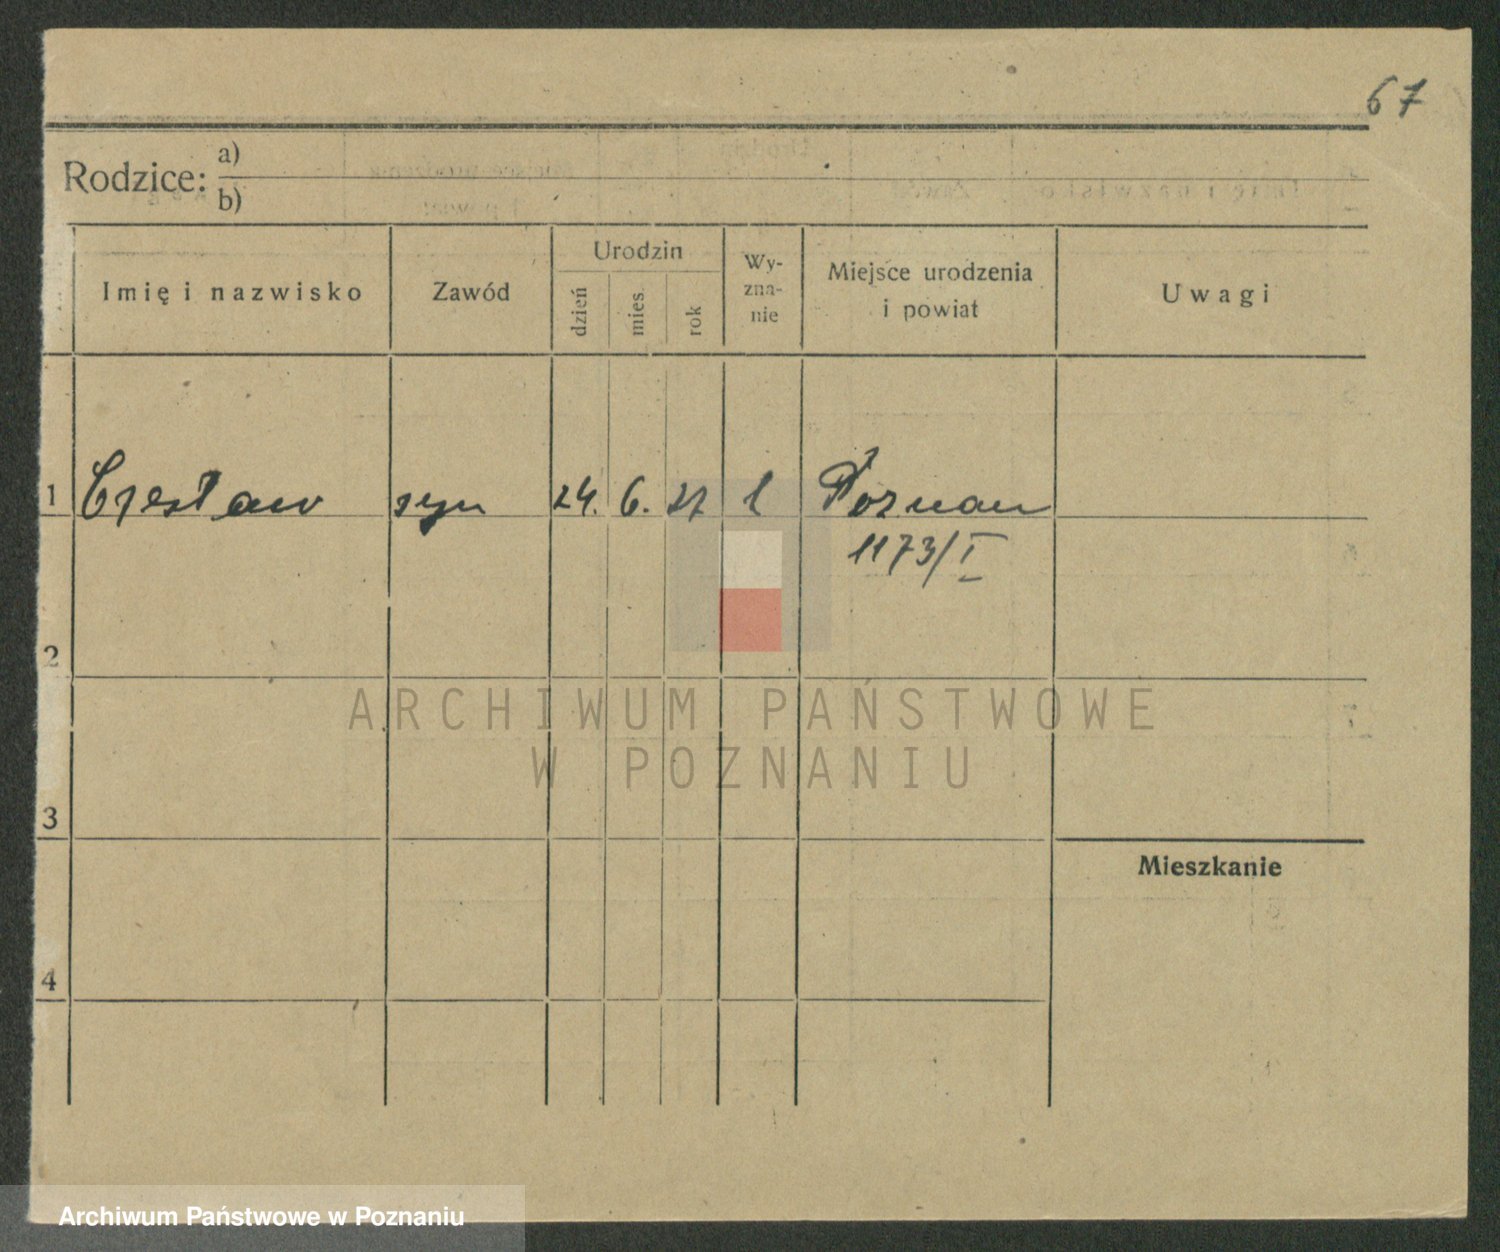 67
Rodzice: a)
b)
Imię i nazwisko
Zawód
Urodzin
dzień
mies.
rok
Wy-
zna-
nie
Miejsce urodzenia
i powiat
Uwagi
1 Czesław syn 24. 6. 27 Poznań
1173/I
2
3
4
Mieszkanie
ARCHIWUM PAŃSTWOWE
W POZNANIU
Archiwum Państwowe w Poznaniu